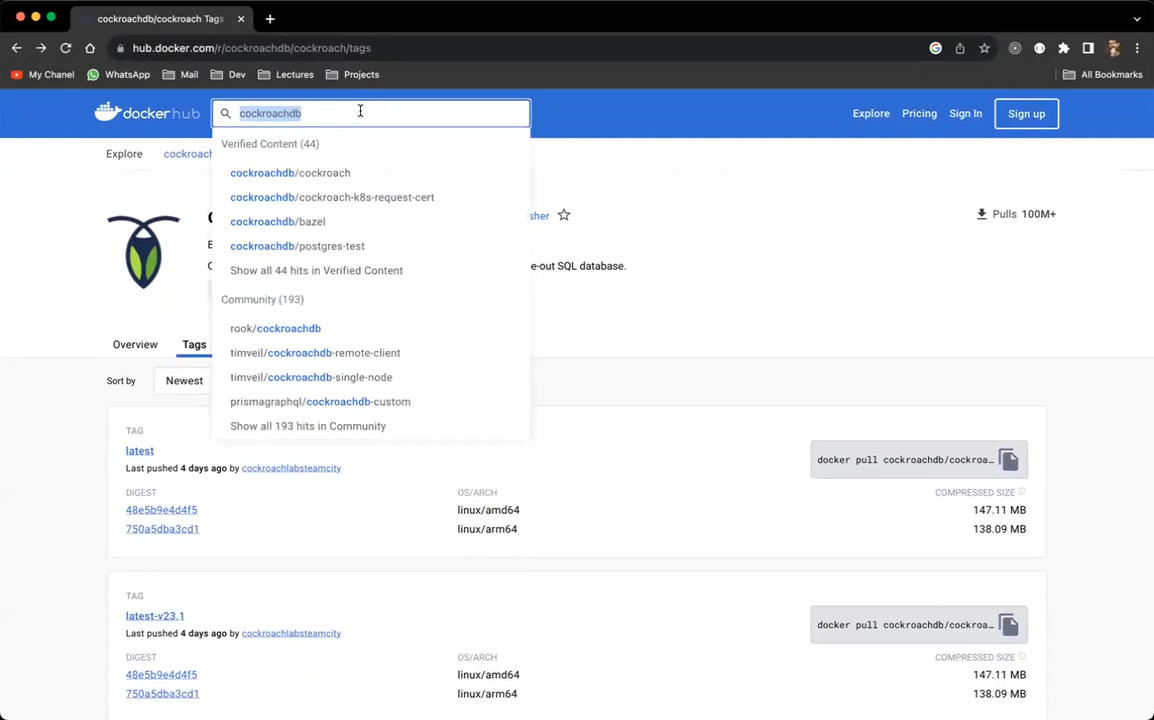 cockroachdb/cockroach Tags
hub.docker.com/r/cockroachdb/cockroach/tags
My Chanel WhatsApp Mail Dev Lectures Projects All Bookmarks
dockerhub cockroachdb Explore Pricing Sign In Sign up
Explore cockroach
Verified Content (44)
cockroachdb/cockroach
cockroachdb/cockroach-k8s-request-cert
cockroachdb/bazel
cockroachdb/postgres-test
Show all 44 hits in Verified Content
Community (193)
rook/cockroachdb
timveil/cockroachdb-remote-client
timveil/cockroachdb-single-node
prismagraphql/cockroachdb-custom
Show all 193 hits in Community
sher
Pulls 100M+
e-out SQL database.
Overview Tags
Sort by Newest
TAG
latest
Last pushed 4 days ago by cockroachlabsteamcity
docker pull cockroachdb/cockroa…
DIGEST OS/ARCH COMPRESSED SIZE
48e5b9e4d4f5 linux/amd64 147.11 MB
750a5dba3cd1 linux/arm64 138.09 MB
TAG
latest-v23.1
Last pushed 4 days ago by cockroachlabsteamcity
docker pull cockroachdb/cockroa…
DIGEST OS/ARCH COMPRESSED SIZE
48e5b9e4d4f5 linux/amd64 147.11 MB
750a5dba3cd1 linux/arm64 138.09 MB